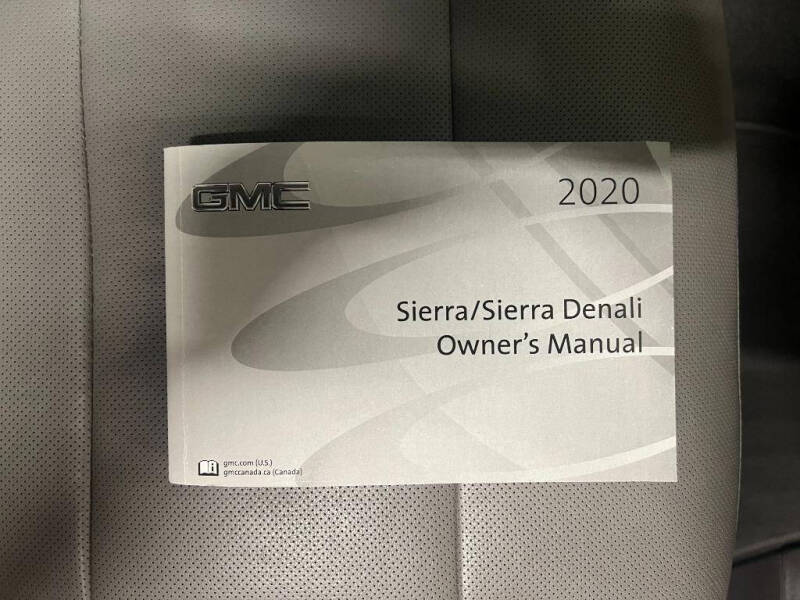 GMC
2020
Sierra/Sierra Denali
Owner's Manual
gmc.com (U.S.)
gmccanada.ca (Canada)